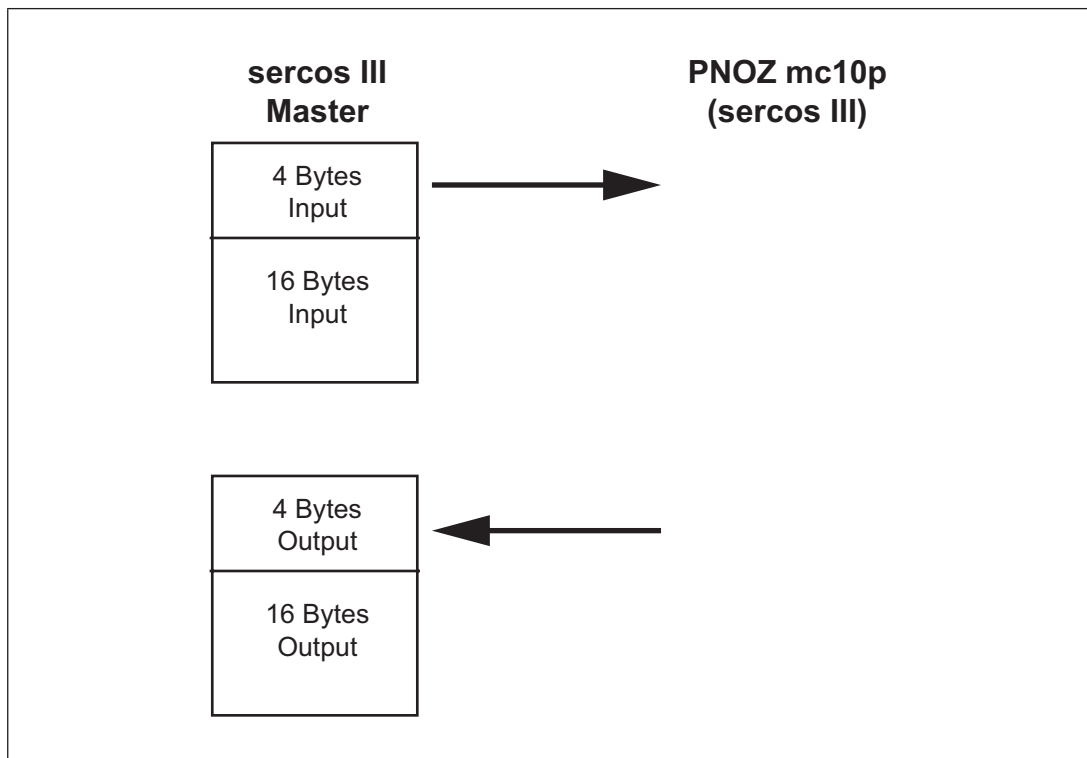 sercos III
Master
PNOZ mc10p
(sercos III)
4 Bytes
Input
16 Bytes
Input
4 Bytes
Output
16 Bytes
Output